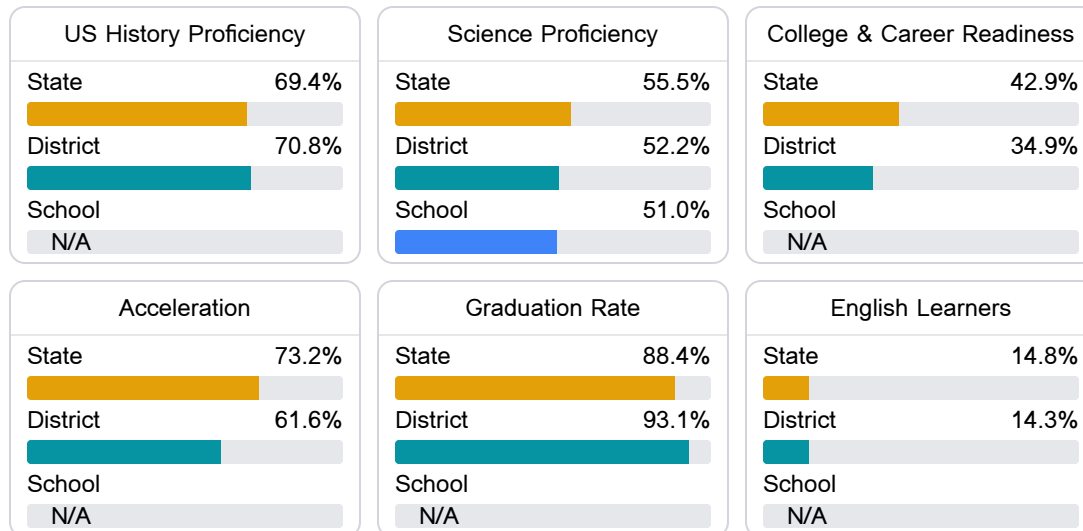 US History Proficiency
State 69.4%
District 70.8%
School
N/A
Science Proficiency
State 55.5%
District 52.2%
School 51.0%
College & Career Readiness
State 42.9%
District 34.9%
School
N/A
Acceleration
State 73.2%
District 61.6%
School
N/A
Graduation Rate
State 88.4%
District 93.1%
School
N/A
English Learners
State 14.8%
District 14.3%
School
N/A